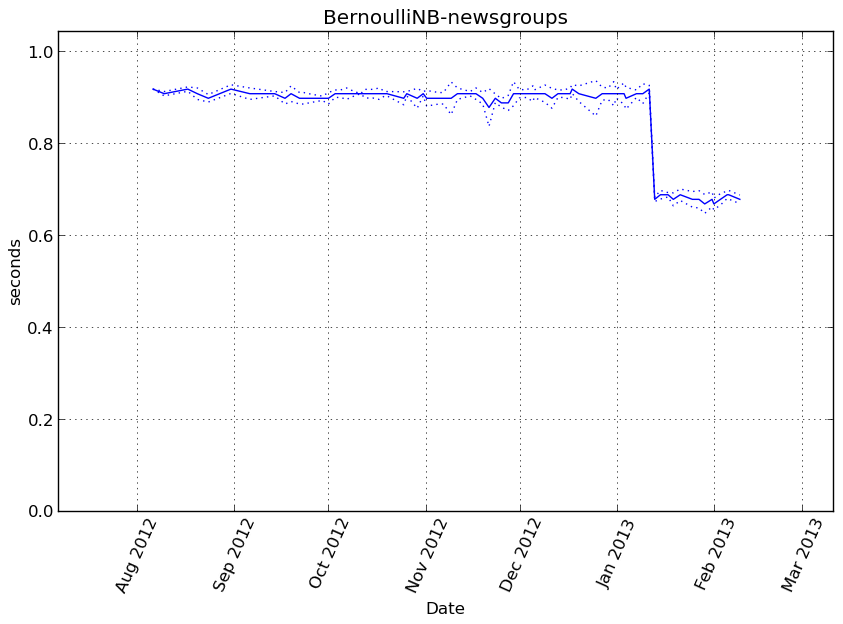 BernoulliNB-newsgroups
1.0
0.8
0.6
0.4
0.2
0.0
seconds
Aug 2012
Sep 2012
Oct 2012
Nov 2012
Dec 2012
Jan 2013
Feb 2013
Mar 2013
Date